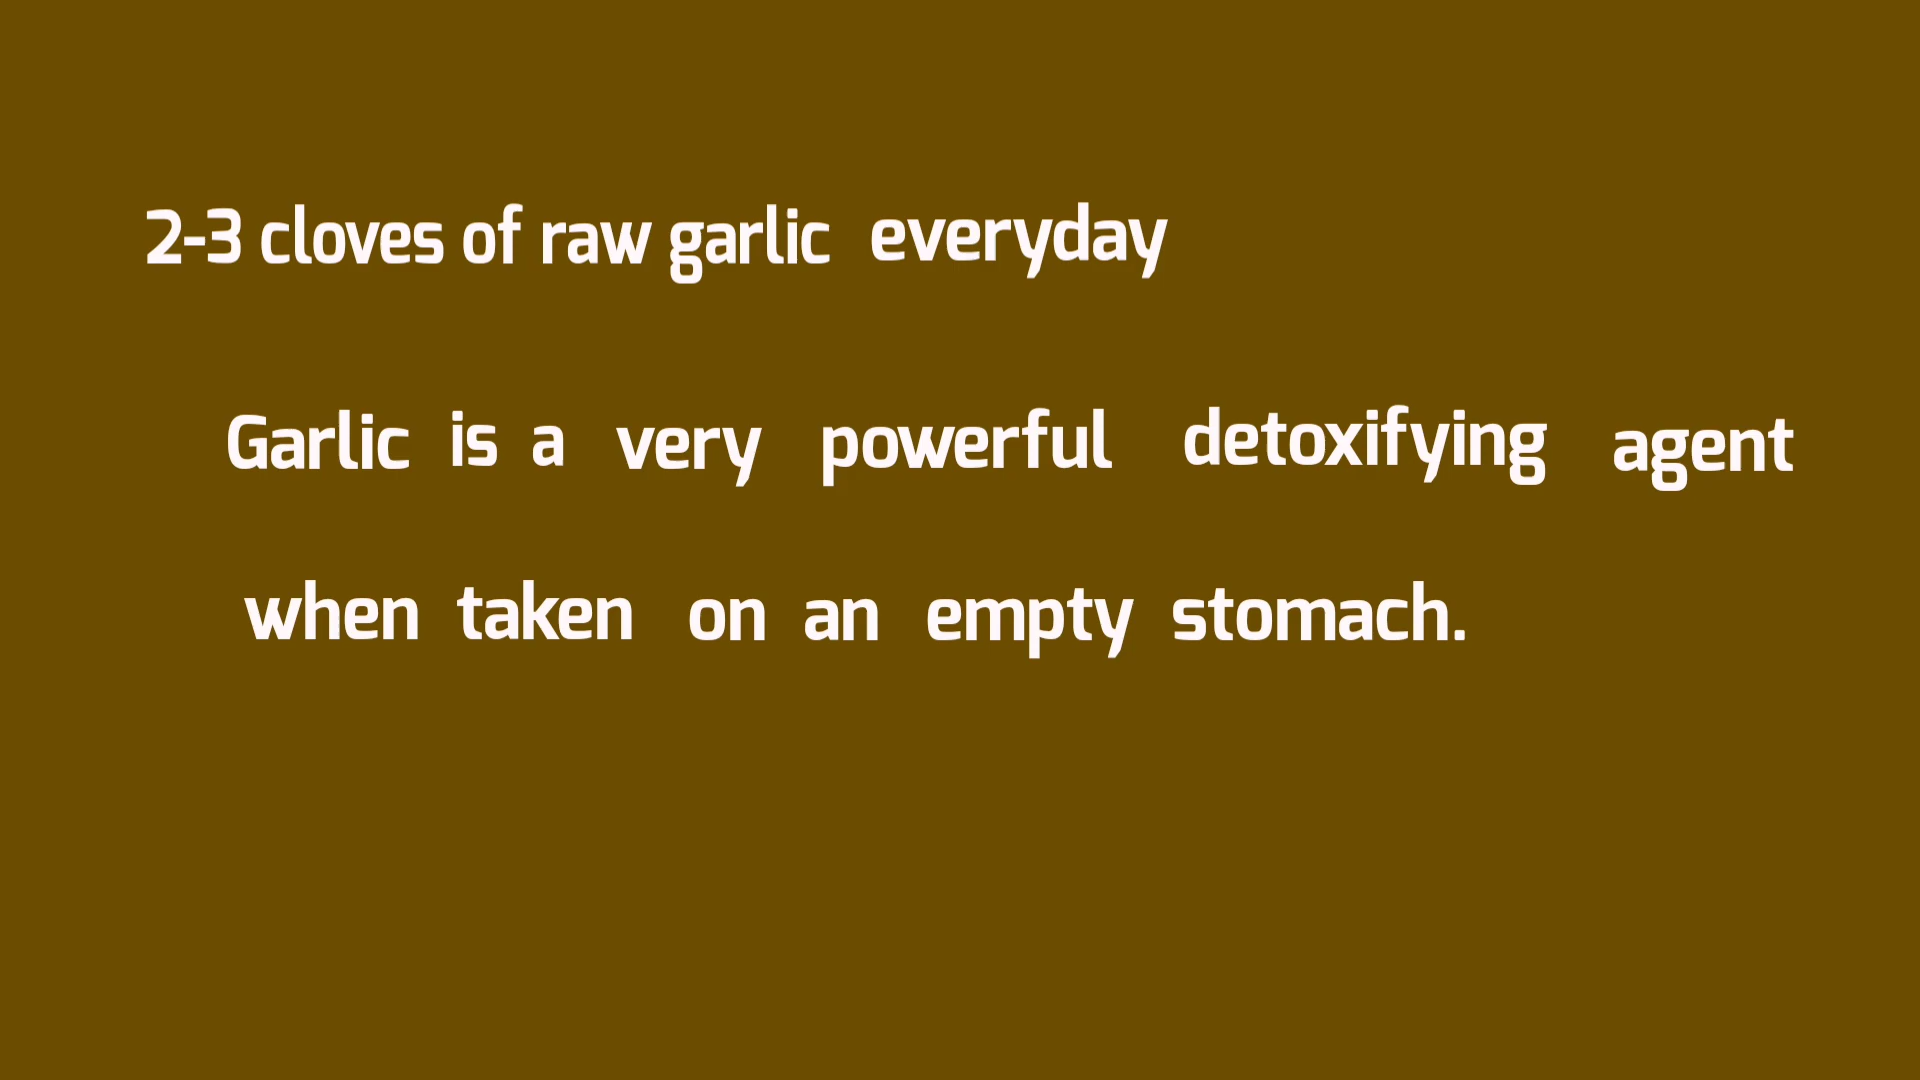 2-3 cloves of raw garlic everyday
Garlic is a very powerful detoxifying agent
when taken on an empty stomach.